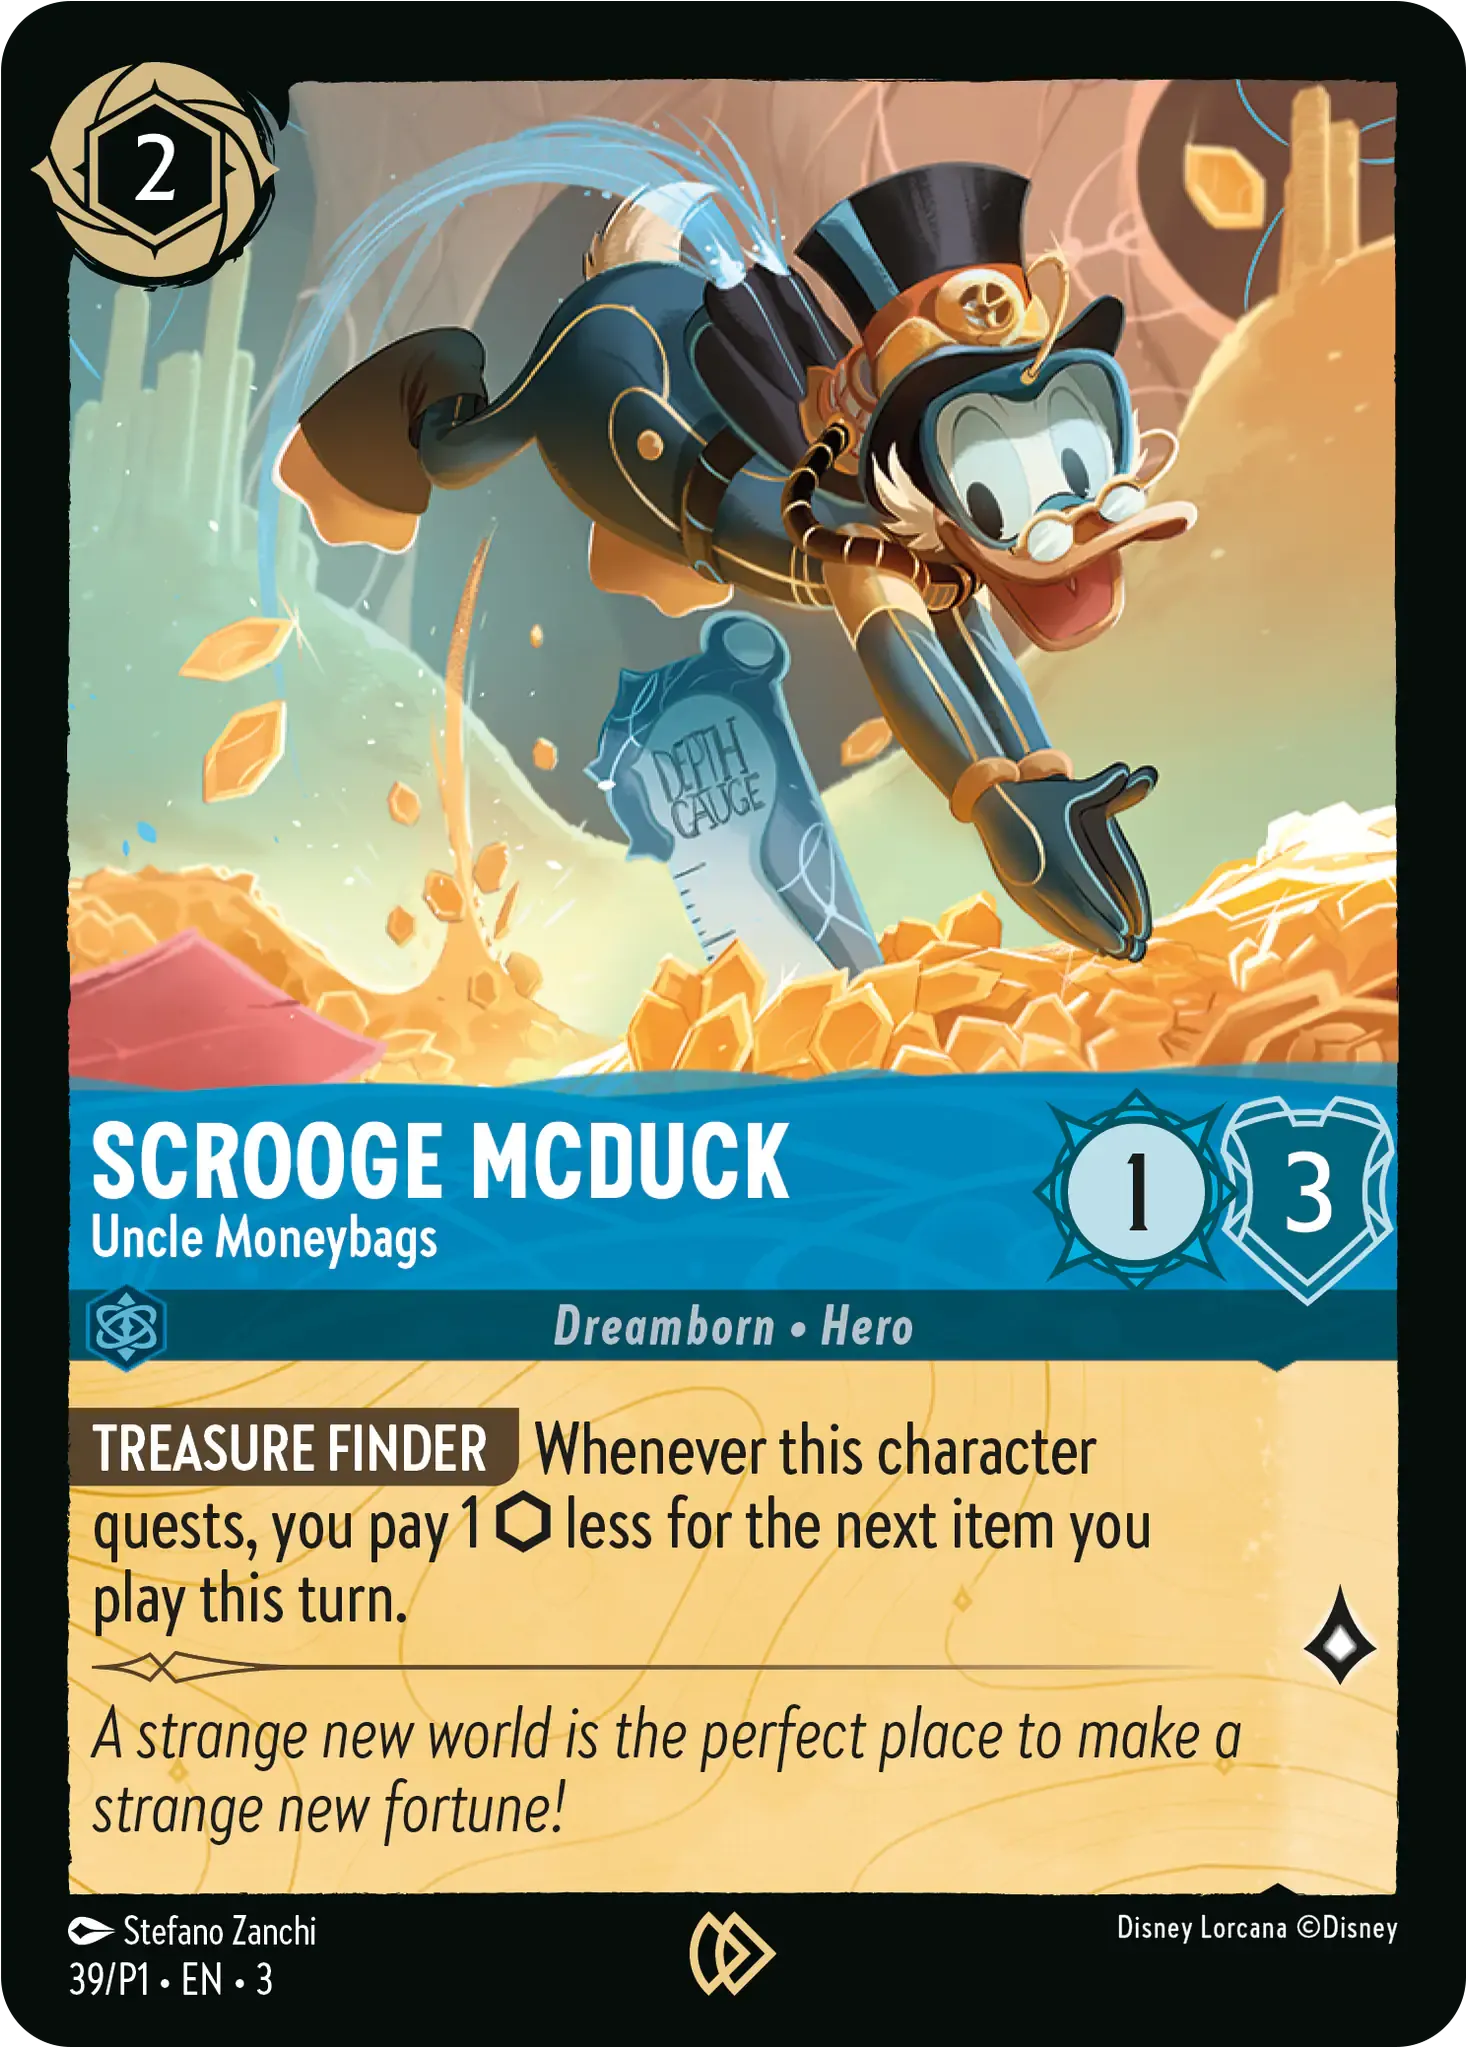 2
DEPTH
GAUGE
SCROOGE MCDUCK
Uncle Moneybags
1
3
Dreamborn • Hero
TREASURE FINDER Whenever this character
quests, you pay 1 ⬡ less for the next item you
play this turn.
A strange new world is the perfect place to make a
strange new fortune!
Stefano Zanchi
Disney Lorcana ©Disney
39/P1 • EN • 3